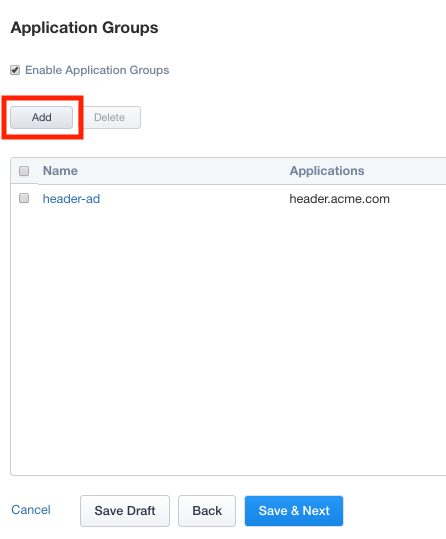 Application Groups
Enable Application Groups
Add Delete
Name Applications
header-ad header.acme.com
Cancel Save Draft Back Save & Next